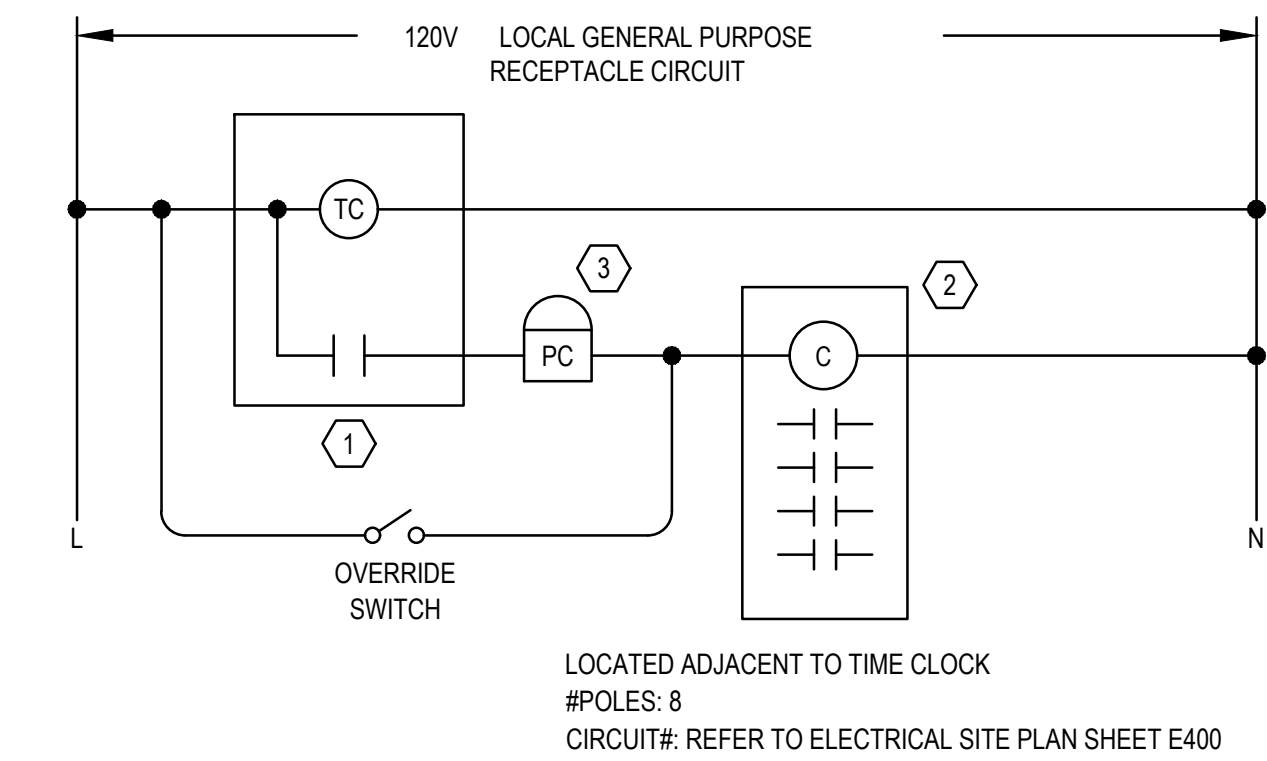 120V LOCAL GENERAL PURPOSE
RECEPTACLE CIRCUIT
TC
3
2
PC
C
1
L
N
OVERRIDE
SWITCH
LOCATED ADJACENT TO TIME CLOCK
#POLES: 8
CIRCUIT#: REFER TO ELECTRICAL SITE PLAN SHEET E400